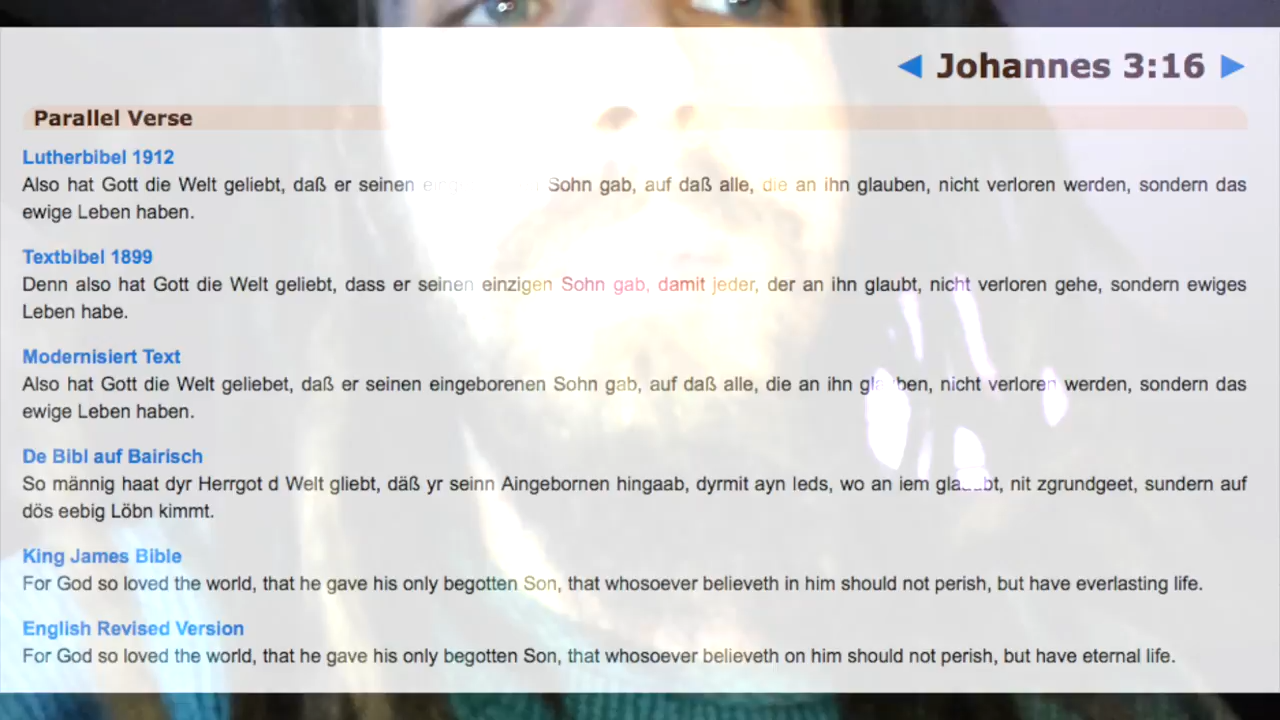 ◀ Johannes 3:16 ▶
Parallel Verse
Lutherbibel 1912
Also hat Gott die Welt geliebt, daß er seinen Sohn gab, auf daß alle, die an ihn glauben, nicht verloren werden, sondern das
ewige Leben haben.
Textbibel 1899
Denn also hat Gott die Welt geliebt, dass er seinen einzigen Sohn gab, damit jeder, der an ihn glaubt, nicht verloren gehe, sondern ewiges
Leben habe.
Modernisiert Text
Also hat Gott die Welt geliebet, daß er seinen eingeborenen Sohn gab, auf daß alle, die an ihn glauben, nicht verloren werden, sondern das
ewige Leben haben.
De Bibl auf Bairisch
So männig haat dyr Herrgot d Welt gliebt, däß yr seinn Aingebornen hingaab, dyrmit ayn Ieds, wo an iem glaaubt, nit zgrundgeet, sundern auf
dös eebig Löbn kimmt.
King James Bible
For God so loved the world, that he gave his only begotten Son, that whosoever believeth in him should not perish, but have everlasting life.
English Revised Version
For God so loved the world, that he gave his only begotten Son, that whosoever believeth on him should not perish, but have eternal life.